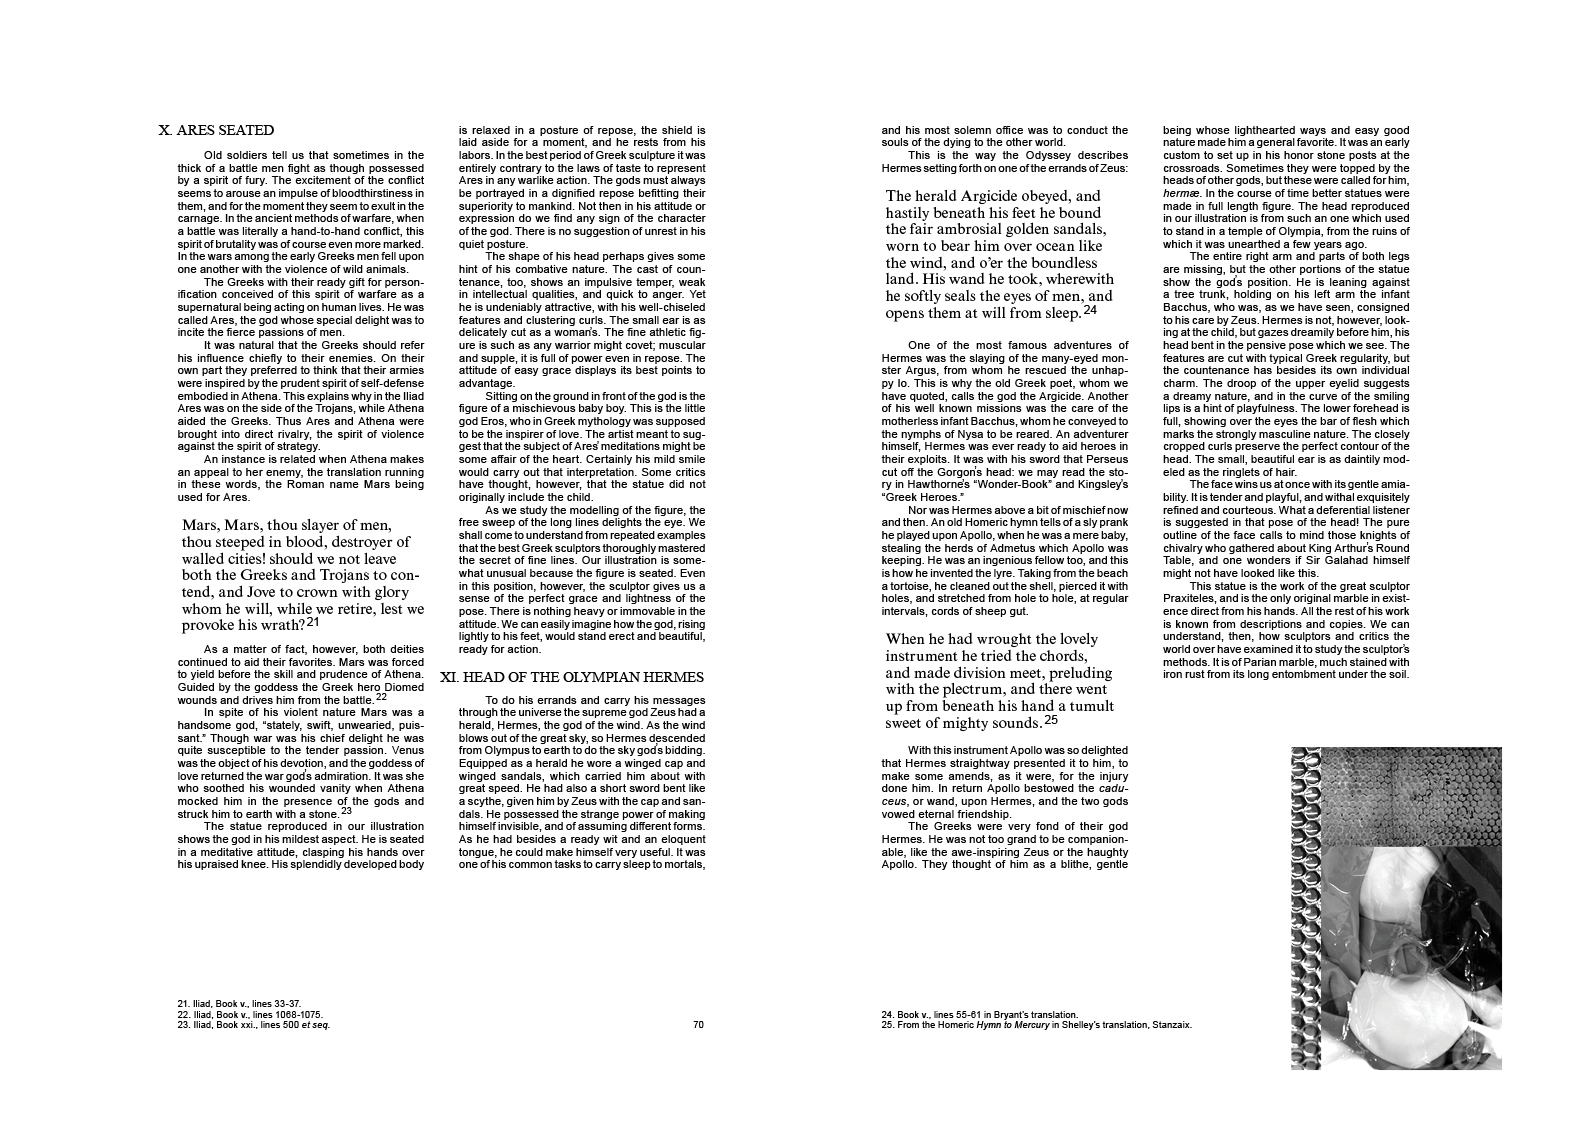 X. ARES SEATED
Old soldiers tell us that sometimes in the
thick of a battle men fight as though possessed
by a spirit of fury. The excitement of the conflict
seems to arouse an impulse of bloodthirstiness in
them, and for the moment they seem to exult in the
carnage. In the ancient methods of warfare, when
a battle was literally a hand-to-hand conflict, this
spirit of brutality was of course even more marked.
In the wars among the early Greeks men fell upon
one another with the violence of wild animals.
The Greeks with their ready gift for person-
ification conceived of this spirit of warfare as a
supernatural being acting on human lives. He was
called Ares, the god whose special delight was to
incite the fierce passions of men.
It was natural that the Greeks should refer
his influence chiefly to their enemies. On their
own part they preferred to think that their armies
were inspired by the prudent spirit of self-defense
embodied in Athena. This explains why in the Iliad
Ares was on the side of the Trojans, while Athena
aided the Greeks. Thus Ares and Athena were
brought into direct rivalry, the spirit of violence
against the spirit of strategy.
An instance is related when Athena makes
an appeal to her enemy, the translation running
in these words, the Roman name Mars being
used for Ares.
Mars, Mars, thou slayer of men,
thou steeped in blood, destroyer of
walled cities! should we not leave
both the Greeks and Trojans to con-
tend, and Jove to crown with glory
whom he will, while we retire, lest we
provoke his wrath?21
As a matter of fact, however, both deities
continued to aid their favorites. Mars was forced
to yield before the skill and prudence of Athena.
Guided by the goddess the Greek hero Diomed
wounds and drives him from the battle.22
In spite of his violent nature Mars was a
handsome god, “stately, swift, unwearied, puis-
sant.” Though war was his chief delight he was
quite susceptible to the tender passion. Venus
was the object of his devotion, and the goddess of
love returned the war god's admiration. It was she
who soothed his wounded vanity when Athena
mocked him in the presence of the gods and
struck him to earth with a stone.23
The statue reproduced in our illustration
shows the god in his mildest aspect. He is seated
in a meditative attitude, clasping his hands over
his upraised knee. His splendidly developed body
is relaxed in a posture of repose, the shield is
laid aside for a moment, and he rests from his
labors. In the best period of Greek sculpture it was
entirely contrary to the laws of taste to represent
Ares in any warlike action. The gods must always
be portrayed in a dignified repose befitting their
superiority to mankind. Not then in his attitude or
expression do we find any sign of the character
of the god. There is no suggestion of unrest in his
quiet posture.
The shape of his head perhaps gives some
hint of his combative nature. The cast of coun-
tenance, too, shows an impulsive temper, weak
in intellectual qualities, and quick to anger. Yet
he is undeniably attractive, with his well-chiseled
features and clustering curls. The small ear is as
delicately cut as a woman's. The fine athletic fig-
ure is such as any warrior might covet; muscular
and supple, it is full of power even in repose. The
attitude of easy grace displays its best points to
advantage.
Sitting on the ground in front of the god is the
figure of a mischievous baby boy. This is the little
god Eros, who in Greek mythology was supposed
to be the inspirer of love. The artist meant to sug-
gest that the subject of Ares' meditations might be
some affair of the heart. Certainly his mild smile
would carry out that interpretation. Some critics
have thought, however, that the statue did not
originally include the child.
As we study the modelling of the figure, the
free sweep of the long lines delights the eye. We
shall come to understand from repeated examples
that the best Greek sculptors thoroughly mastered
the secret of fine lines. Our illustration is some-
what unusual because the figure is seated. Even
in this position, however, the sculptor gives us a
sense of the perfect grace and lightness of the
pose. There is nothing heavy or immovable in the
attitude. We can easily imagine how the god, rising
lightly to his feet, would stand erect and beautiful,
ready for action.
XI. HEAD OF THE OLYMPIAN HERMES
To do his errands and carry his messages
through the universe the supreme god Zeus had a
herald, Hermes, the god of the wind. As the wind
blows out of the great sky, so Hermes descended
from Olympus to earth to do the sky god's bidding.
Equipped as a herald he wore a winged cap and
winged sandals, which carried him about with
great speed. He had also a short sword bent like
a scythe, given him by Zeus with the cap and san-
dals. He possessed the strange power of making
himself invisible, and of assuming different forms.
As he had besides a ready wit and an eloquent
tongue, he could make himself very useful. It was
one of his common tasks to carry sleep to mortals,
21. Iliad, Book v., lines 33-37.
22. Iliad, Book v., lines 1068-1075.
23. Iliad, Book xxi., lines 500 et seq.
70
and his most solemn office was to conduct the
souls of the dying to the other world.
This is the way the Odyssey describes
Hermes setting forth on one of the errands of Zeus:
The herald Argicide obeyed, and
hastily beneath his feet he bound
the fair ambrosial golden sandals,
worn to bear him over ocean like
the wind, and o’er the boundless
land. His wand he took, wherewith
he softly seals the eyes of men, and
opens them at will from sleep.24
One of the most famous adventures of
Hermes was the slaying of the many-eyed mon-
ster Argus, from whom he rescued the unhap-
py Io. This is why the old Greek poet, whom we
have quoted, calls the god the Argicide. Another
of his well known missions was the care of the
motherless infant Bacchus, whom he conveyed to
the nymphs of Nysa to be reared. An adventurer
himself, Hermes was ever ready to aid heroes in
their exploits. It was with his sword that Perseus
cut off the Gorgon's head: we may read the sto-
ry in Hawthorne's “Wonder-Book” and Kingsley's
“Greek Heroes.”
Nor was Hermes above a bit of mischief now
and then. An old Homeric hymn tells of a sly prank
he played upon Apollo, when he was a mere baby,
stealing the herds of Admetus which Apollo was
keeping. He was an ingenious fellow too, and this
is how he invented the lyre. Taking from the beach
a tortoise, he cleaned out the shell, pierced it with
holes, and stretched from hole to hole, at regular
intervals, cords of sheep gut.
When he had wrought the lovely
instrument he tried the chords,
and made division meet, preluding
with the plectrum, and there went
up from beneath his hand a tumult
sweet of mighty sounds.25
With this instrument Apollo was so delighted
that Hermes straightway presented it to him, to
make some amends, as it were, for the injury
done him. In return Apollo bestowed the cadu-
ceus, or wand, upon Hermes, and the two gods
vowed eternal friendship.
The Greeks were very fond of their god
Hermes. He was not too grand to be companion-
able, like the awe-inspiring Zeus or the haughty
Apollo. They thought of him as a blithe, gentle
being whose lighthearted ways and easy good
nature made him a general favorite. It was an early
custom to set up in his honor stone posts at the
crossroads. Sometimes they were topped by the
heads of other gods, but these were called for him,
hermæ. In the course of time better statues were
made in full length figure. The head reproduced
in our illustration is from such an one which used
to stand in a temple of Olympia, from the ruins of
which it was unearthed a few years ago.
The entire right arm and parts of both legs
are missing, but the other portions of the statue
show the god's position. He is leaning against
a tree trunk, holding on his left arm the infant
Bacchus, who was, as we have seen, consigned
to his care by Zeus. Hermes is not, however, look-
ing at the child, but gazes dreamily before him, his
head bent in the pensive pose which we see. The
features are cut with typical Greek regularity, but
the countenance has besides its own individual
charm. The droop of the upper eyelid suggests
a dreamy nature, and in the curve of the smiling
lips is a hint of playfulness. The lower forehead is
full, showing over the eyes the bar of flesh which
marks the strongly masculine nature. The closely
cropped curls preserve the perfect contour of the
head. The small, beautiful ear is as daintily mod-
eled as the ringlets of hair.
The face wins us at once with its gentle amia-
bility. It is tender and playful, and withal exquisitely
refined and courteous. What a deferential listener
is suggested in that pose of the head! The pure
outline of the face calls to mind those knights of
chivalry who gathered about King Arthur's Round
Table, and one wonders if Sir Galahad himself
might not have looked like this.
This statue is the work of the great sculptor
Praxiteles, and is the only original marble in exist-
ence direct from his hands. All the rest of his work
is known from descriptions and copies. We can
understand, then, how sculptors and critics the
world over have examined it to study the sculptor's
methods. It is of Parian marble, much stained with
iron rust from its long entombment under the soil.
24. Book v., lines 55-61 in Bryant's translation.
25. From the Homeric Hymn to Mercury in Shelley's translation, Stanzaix.